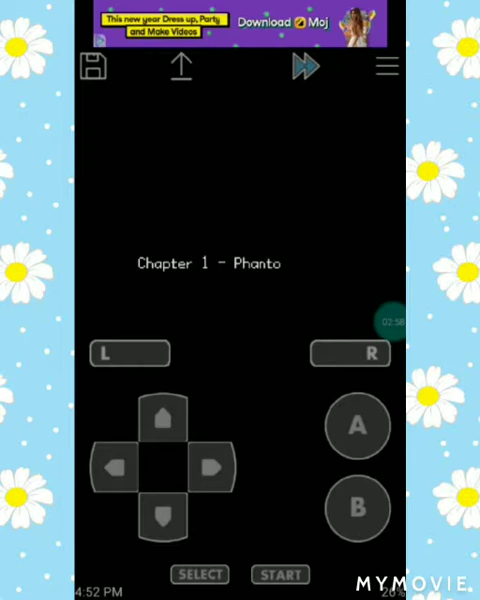 This new year Dress up, Party
and Make Videos
Download Moj
Chapter 1 - Phanto
02:58
L
R
A
B
SELECT
START
MYMOVIE
4:52 PM
20%